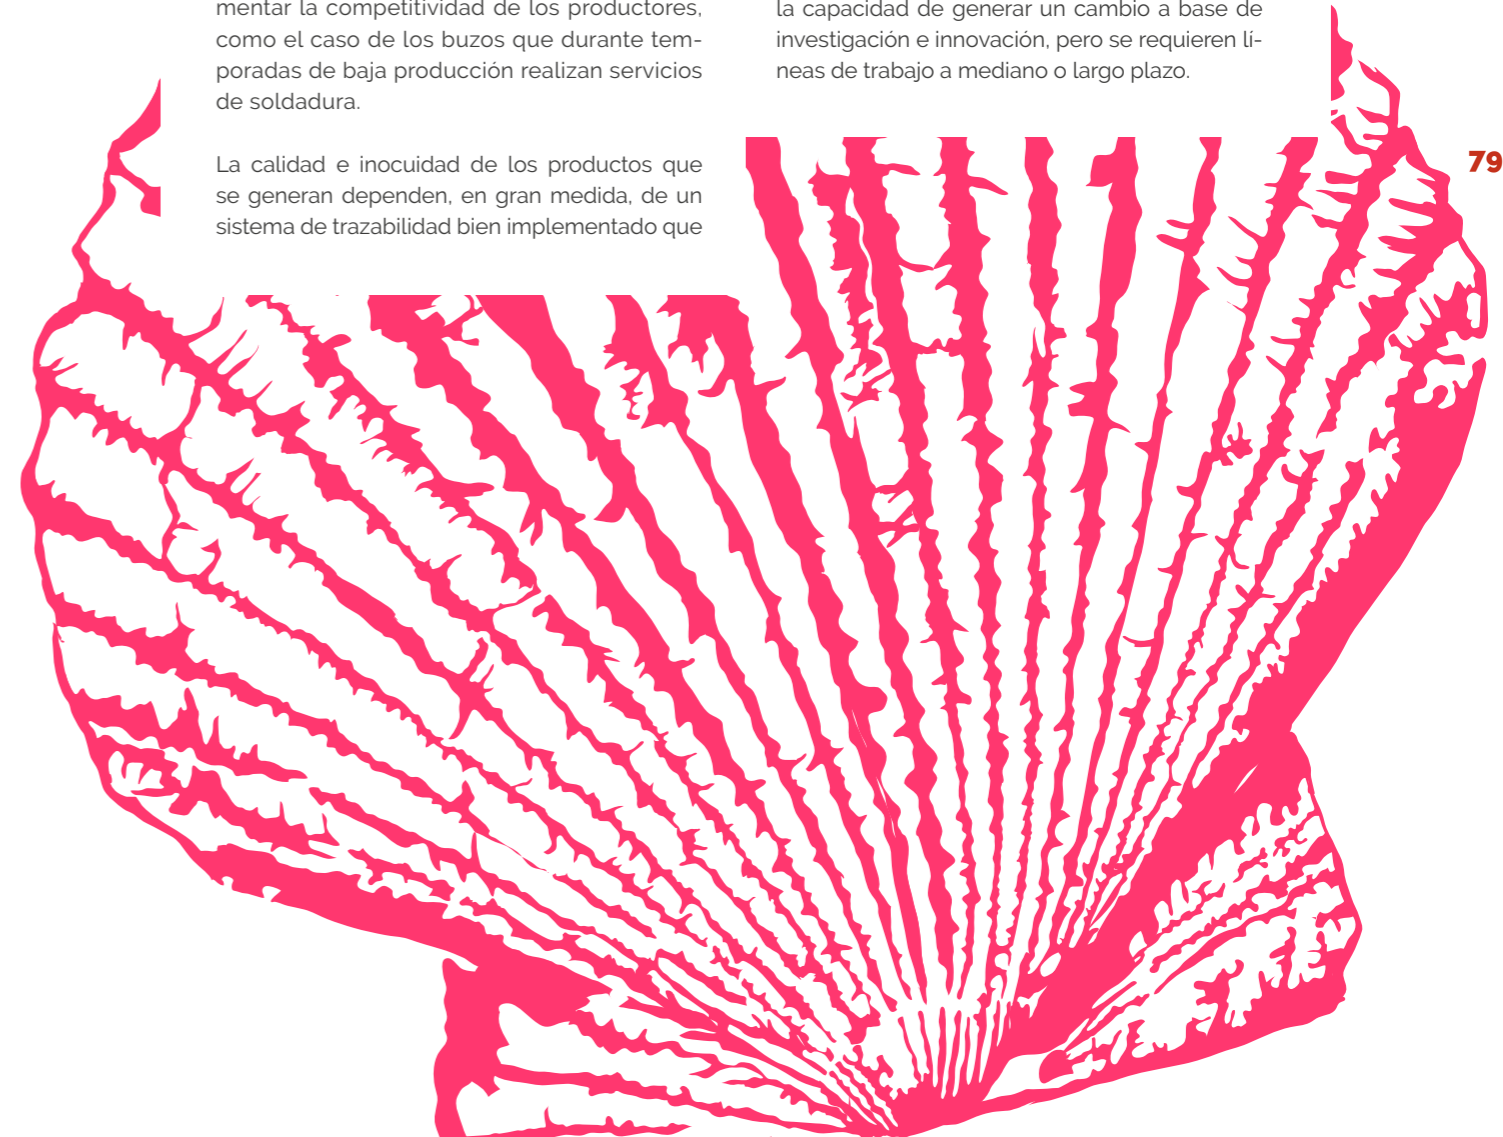 mentar la competitividad de los productores,
como el caso de los buzos que durante tem-
poradas de baja producción realizan servicios
de soldadura.
La calidad e inocuidad de los productos que
se generan dependen, en gran medida, de un
sistema de trazabilidad bien implementado que
la capacidad de generar un cambio a base de
investigación e innovación, pero se requieren lí-
neas de trabajo a mediano o largo plazo.
79